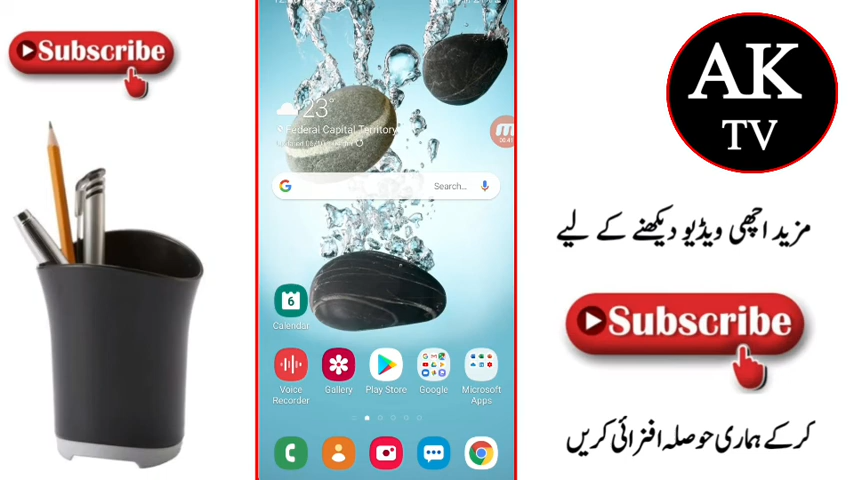 Subscribe
AK
TV
23°
Federal Capital Territory
Search...
مزید اچھی ویڈیو دیکھنے کے لیے
6
Calendar
Subscribe
Voice Recorder
Gallery
Play Store
Google
Microsoft Apps
کر کے ہماری حوصلہ افزائی کریں